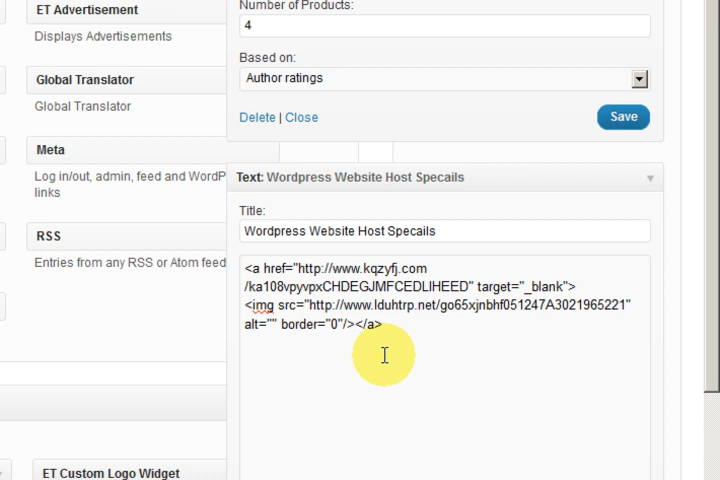 ET Advertisement
Displays Advertisements
Global Translator
Global Translator
Meta
Log in/out, admin, feed and WordP
links
RSS
Entries from any RSS or Atom feed
ET Custom Logo Widget
Number of Products:
4
Based on:
Author ratings
Delete | Close
Save
Text: Wordpress Website Host Specails
Title:
Wordpress Website Host Specails
<a href="http://www.kqzyfj.com
/ka108vpyvpxCHDEGJMFCEDLIHEED" target="_blank">
<img src="http://www.lduhtrp.net/go65xjnbhf051247A3021965221"
alt="" border="0"/></a>